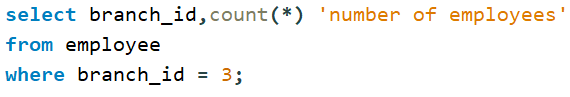 select branch_id,count(*) 'number of employees'
from employee
where branch_id = 3;